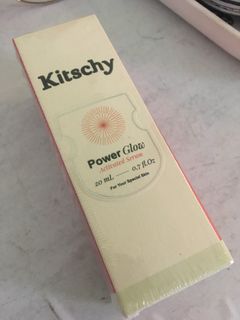 Kitschy
Power Glow
Activated Serum
20 mL — 0.7 fl.Oz
For Your Special Skin